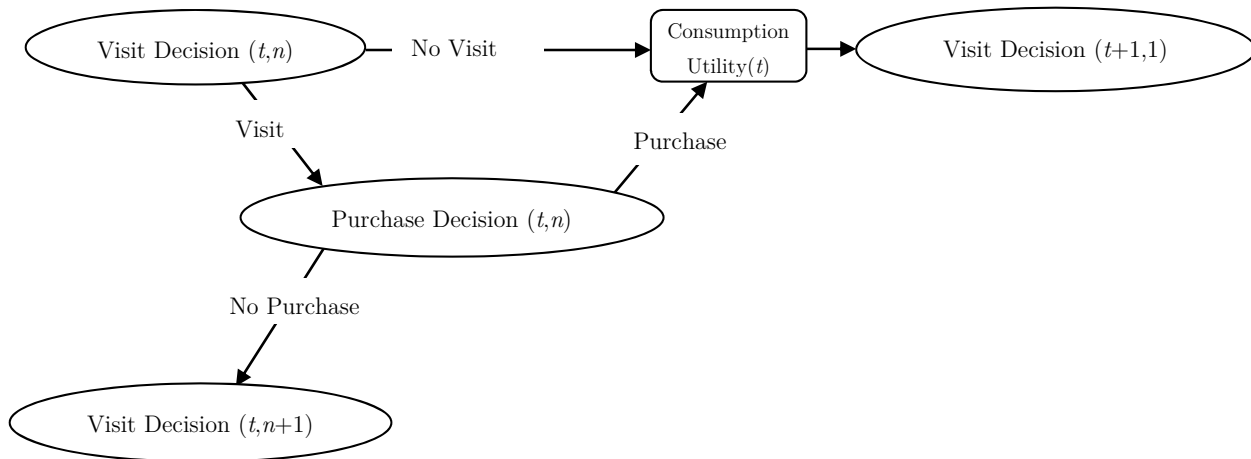 Visit Decision (t,n)
No Visit
Consumption
Utility(t)
Visit Decision (t+1,1)
Visit
Purchase
Purchase Decision (t,n)
No Purchase
Visit Decision (t,n+1)